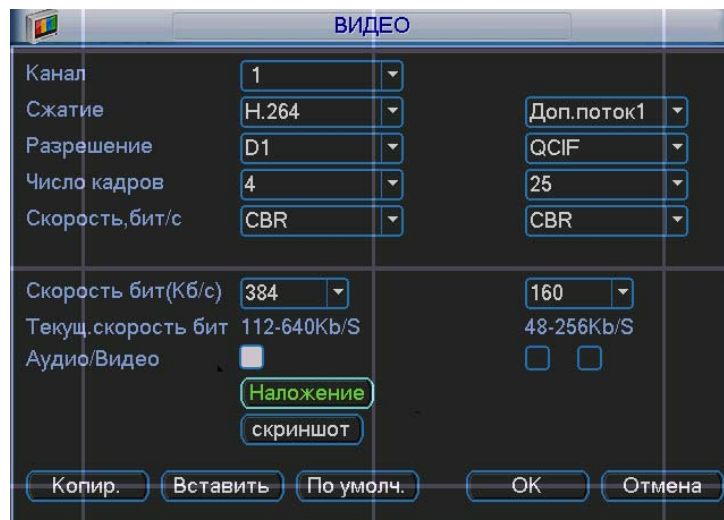 ВИДЕО
Канал 1
Сжатие H.264 Доп.поток1
Разрешение D1 QCIF
Число кадров 4 25
Скорость,бит/с CBR CBR
Скорость бит(Кб/с) 384 160
Текущ.скорость бит 112-640Kb/S 48-256Kb/S
Аудио/Видео
Наложение
скриншот
Копир. Вставить По умолч. OK Отмена